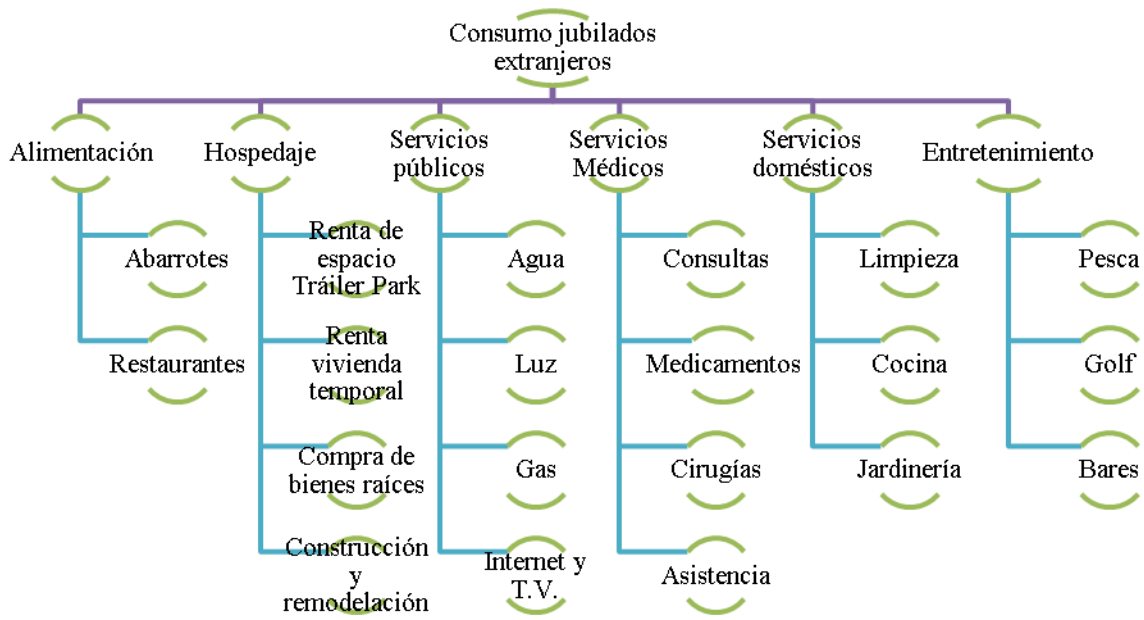 Consumo jubilados
extranjeros
Alimentación
Hospedaje
Servicios
públicos
Servicios
Médicos
Servicios
domésticos
Entretenimiento
Abarrotes
Restaurantes
Renta de
espacio
Tráiler Park
Renta
vivienda
temporal
Compra de
bienes raíces
Construcción
y
remodelación
Agua
Luz
Gas
Internet y
T.V.
Consultas
Medicamentos
Cirugías
Asistencia
Limpieza
Cocina
Jardinería
Pesca
Golf
Bares